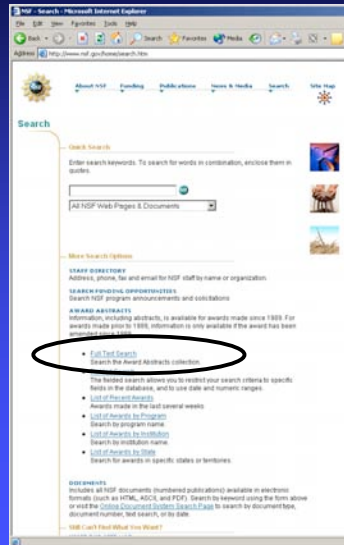 NSF - Search - Microsoft Internet Explorer
File Edit View Favorites Tools Help
Back Search Favorites Media
Address http://www.nsf.gov/home/search.htm
About NSF Funding Publications News & Media Search Site Map
Search
Quick Search
Enter search keywords. To search for words in combination, enclose them in
quotes.
All NSF Web Pages & Documents
More Search Options
STAFF DIRECTORY
Address, phone, fax and email for NSF staff by name or organization.
SEARCH FUNDING OPPORTUNITIES
Search NSF program announcements and solicitations
AWARD ABSTRACTS
Information, including abstracts, is available for awards made since 1989. For
awards made prior to 1989, information is only available if the award has been
amended since 1989.
Full Text Search
Search the Award Abstracts collection.
The fielded search allows you to restrict your search criteria to specific
fields in the database, and to use date and numeric ranges.
List of Recent Awards
Awards made in the last several weeks
List of Awards by Program
Search by program name.
List of Awards by Institution
Search by institution name.
List of Awards by State
Search for awards in specific states or territories.
DOCUMENTS
Includes all NSF documents (numbered publications) available in electronic
formats (such as HTML, ASCII, and PDF). Search by keyword using the form above
or visit the Online Document System Search Page to search by document type,
document number, text search, or by date.
Still Can't Find What You Want?